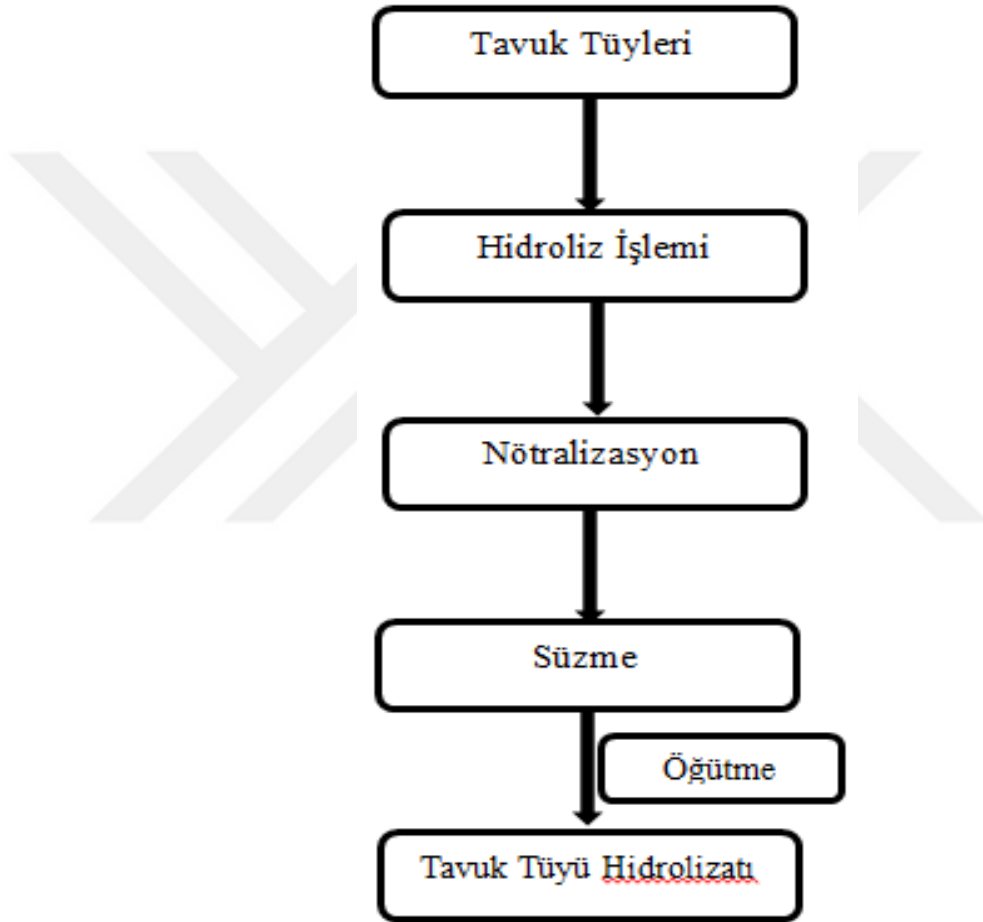 Tavuk Tüyleri
Hidroliz İşlemi
Nötralizasyon
Süzme
Öğütme
Tavuk Tüyü Hidrolizatı